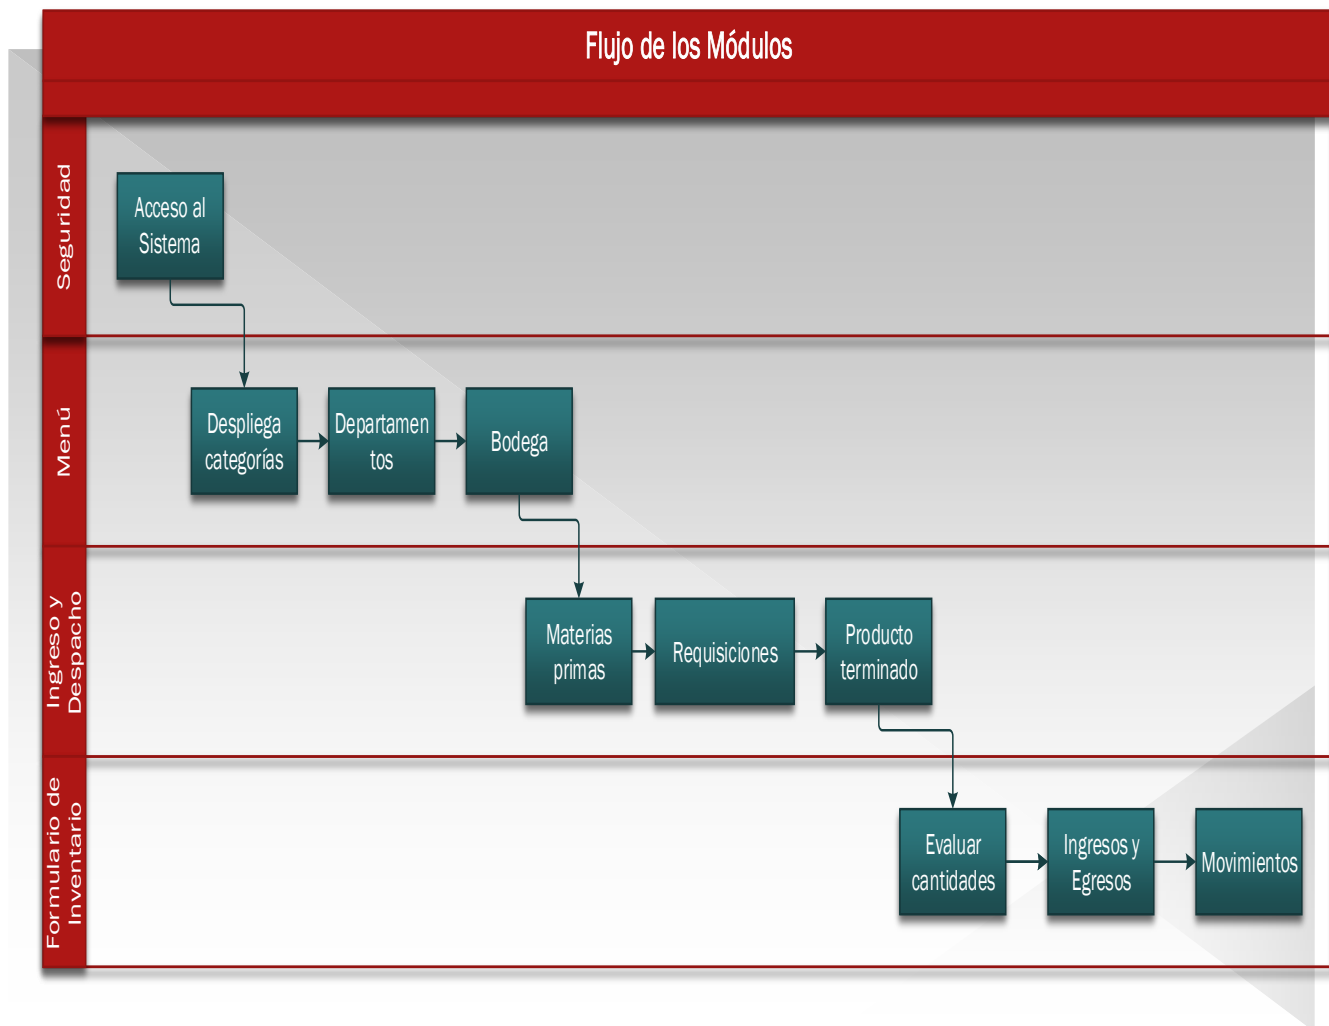 Flujo de los Módulos
Seguridad
Acceso al
Sistema
Menú
Despliega
categorías
Departamen
tos
Bodega
Ingreso y
Despacho
Materias
primas
Requisiciones
Producto
terminado
Formulario de
Inventario
Evaluar
cantidades
Ingresos y
Egresos
Movimientos